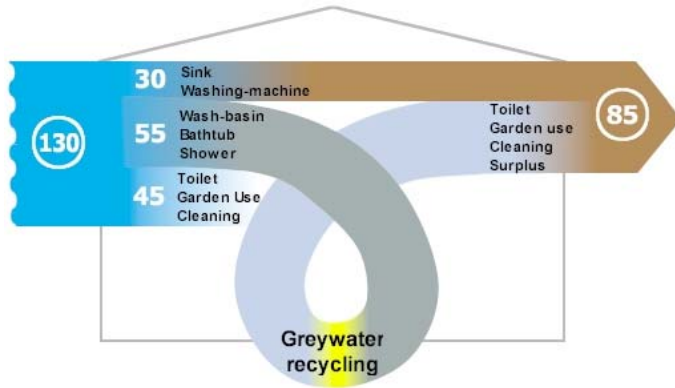 130
30
Sink
Washing-machine
55
Wash-basin
Bathtub
Shower
45
Toilet
Garden Use
Cleaning
Toilet
Garden use
Cleaning
Surplus
85
Greywater
recycling